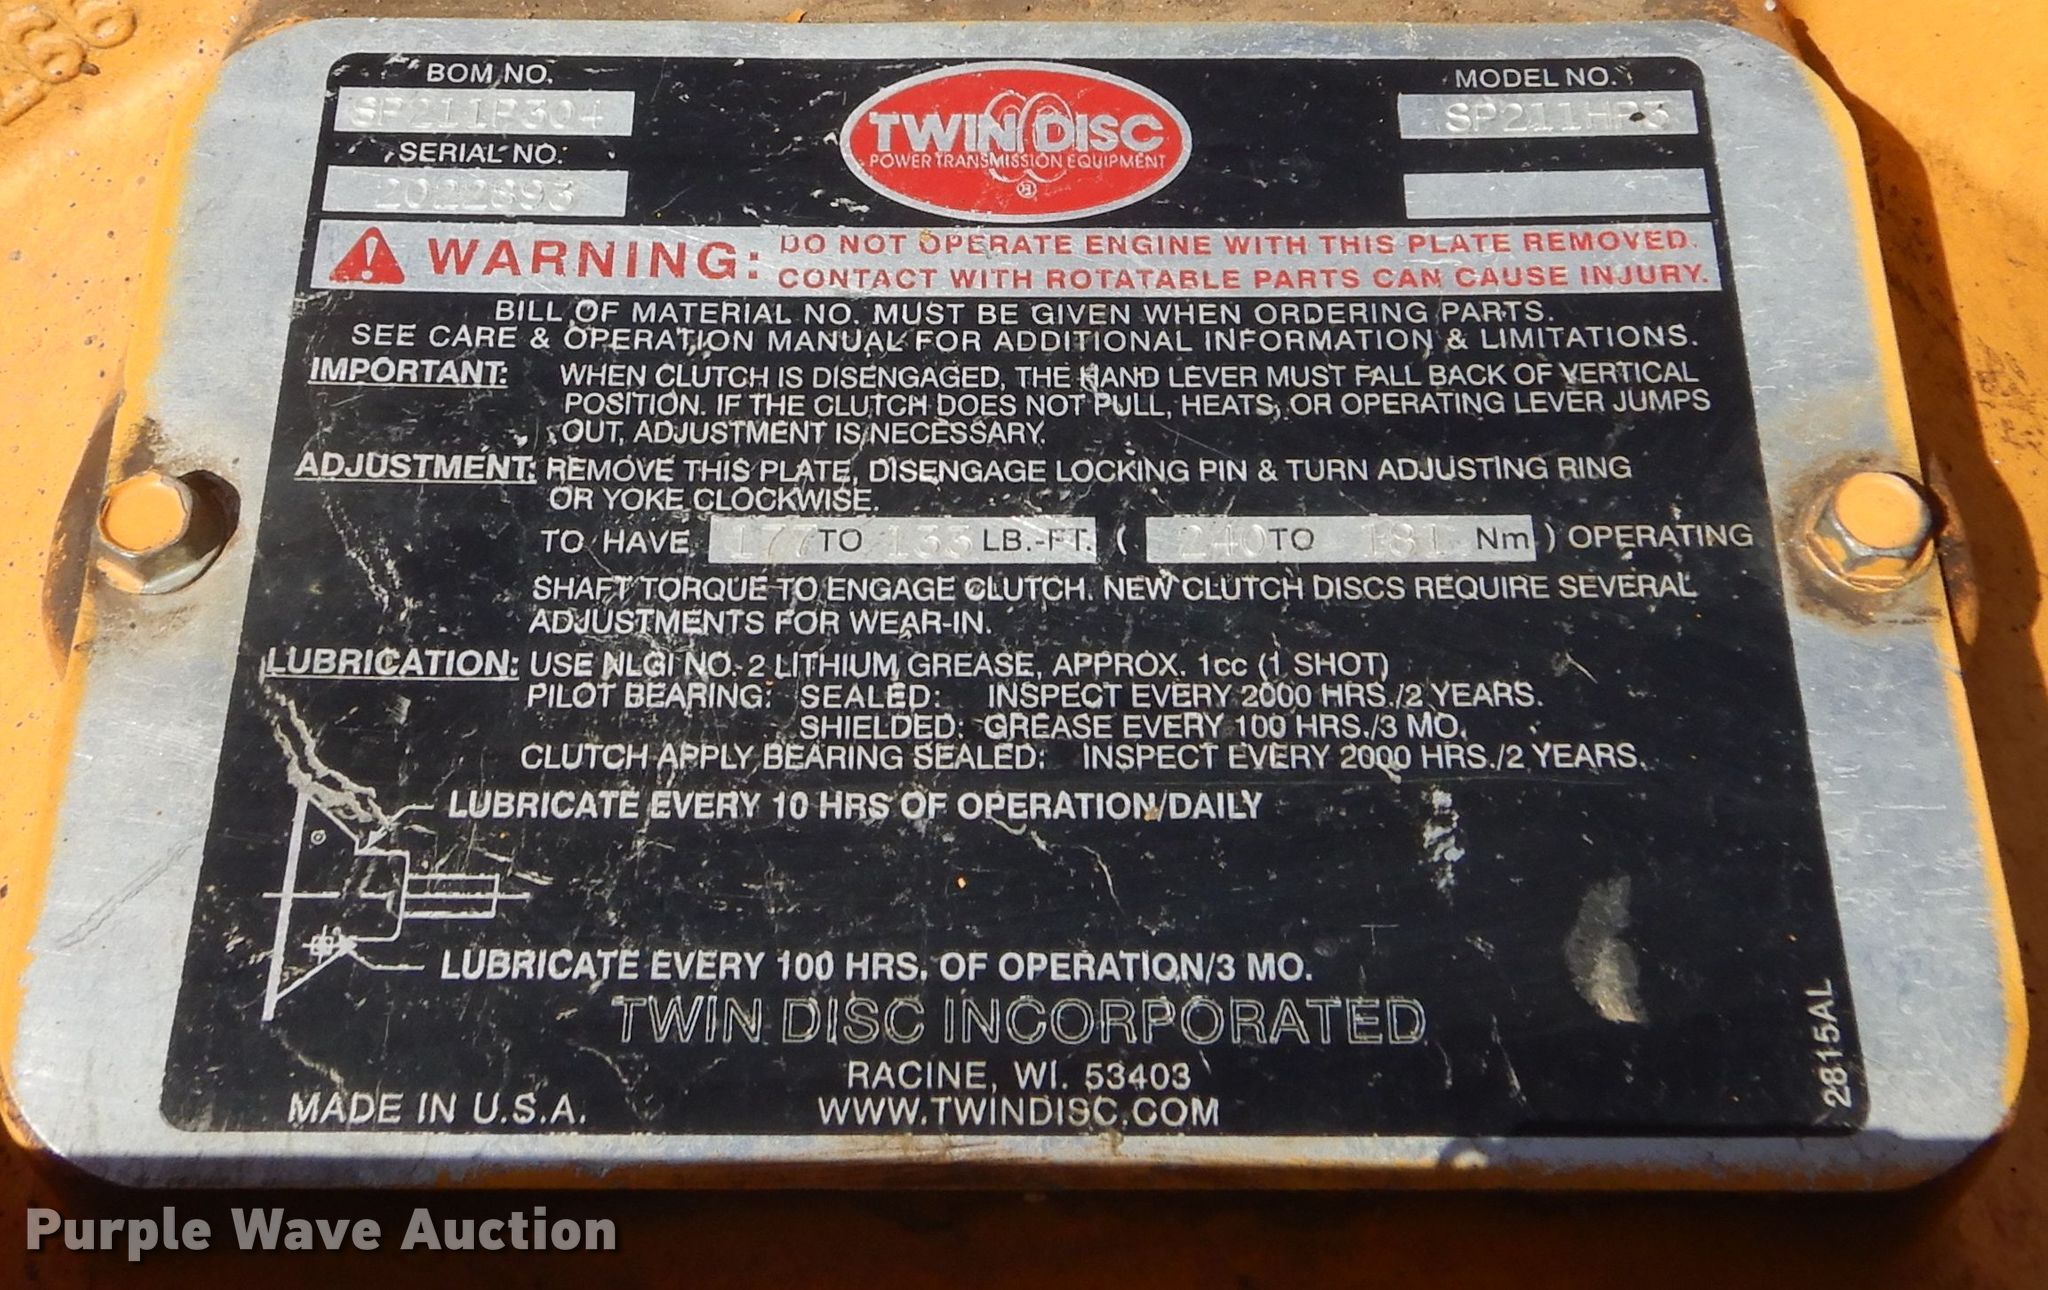 BOM NO.
SP211P304
SERIAL NO.
2022893
TWIN DISC
POWER TRANSMISSION EQUIPMENT
®
MODEL NO.
SP211HP3
WARNING: DO NOT OPERATE ENGINE WITH THIS PLATE REMOVED.
CONTACT WITH ROTATABLE PARTS CAN CAUSE INJURY.
BILL OF MATERIAL NO. MUST BE GIVEN WHEN ORDERING PARTS.
SEE CARE & OPERATION MANUAL FOR ADDITIONAL INFORMATION & LIMITATIONS.
IMPORTANT: WHEN CLUTCH IS DISENGAGED, THE HAND LEVER MUST FALL BACK OF VERTICAL
POSITION. IF THE CLUTCH DOES NOT PULL, HEATS, OR OPERATING LEVER JUMPS
OUT, ADJUSTMENT IS NECESSARY.
ADJUSTMENT: REMOVE THIS PLATE, DISENGAGE LOCKING PIN & TURN ADJUSTING RING
OR YOKE CLOCKWISE.
TO HAVE 177 TO 133 LB.-FT. ( 240 TO 181 Nm ) OPERATING
SHAFT TORQUE TO ENGAGE CLUTCH. NEW CLUTCH DISCS REQUIRE SEVERAL
ADJUSTMENTS FOR WEAR-IN.
LUBRICATION: USE NLGI NO. 2 LITHIUM GREASE, APPROX. 1cc (1 SHOT)
PILOT BEARING: SEALED: INSPECT EVERY 2000 HRS./2 YEARS.
SHIELDED: GREASE EVERY 100 HRS./3 MO.
CLUTCH APPLY BEARING SEALED: INSPECT EVERY 2000 HRS./2 YEARS.
LUBRICATE EVERY 10 HRS OF OPERATION/DAILY
LUBRICATE EVERY 100 HRS. OF OPERATION/3 MO.
TWIN DISC INCORPORATED
RACINE, WI. 53403
MADE IN U.S.A.
WWW.TWINDISC.COM
2815AL
Purple Wave Auction